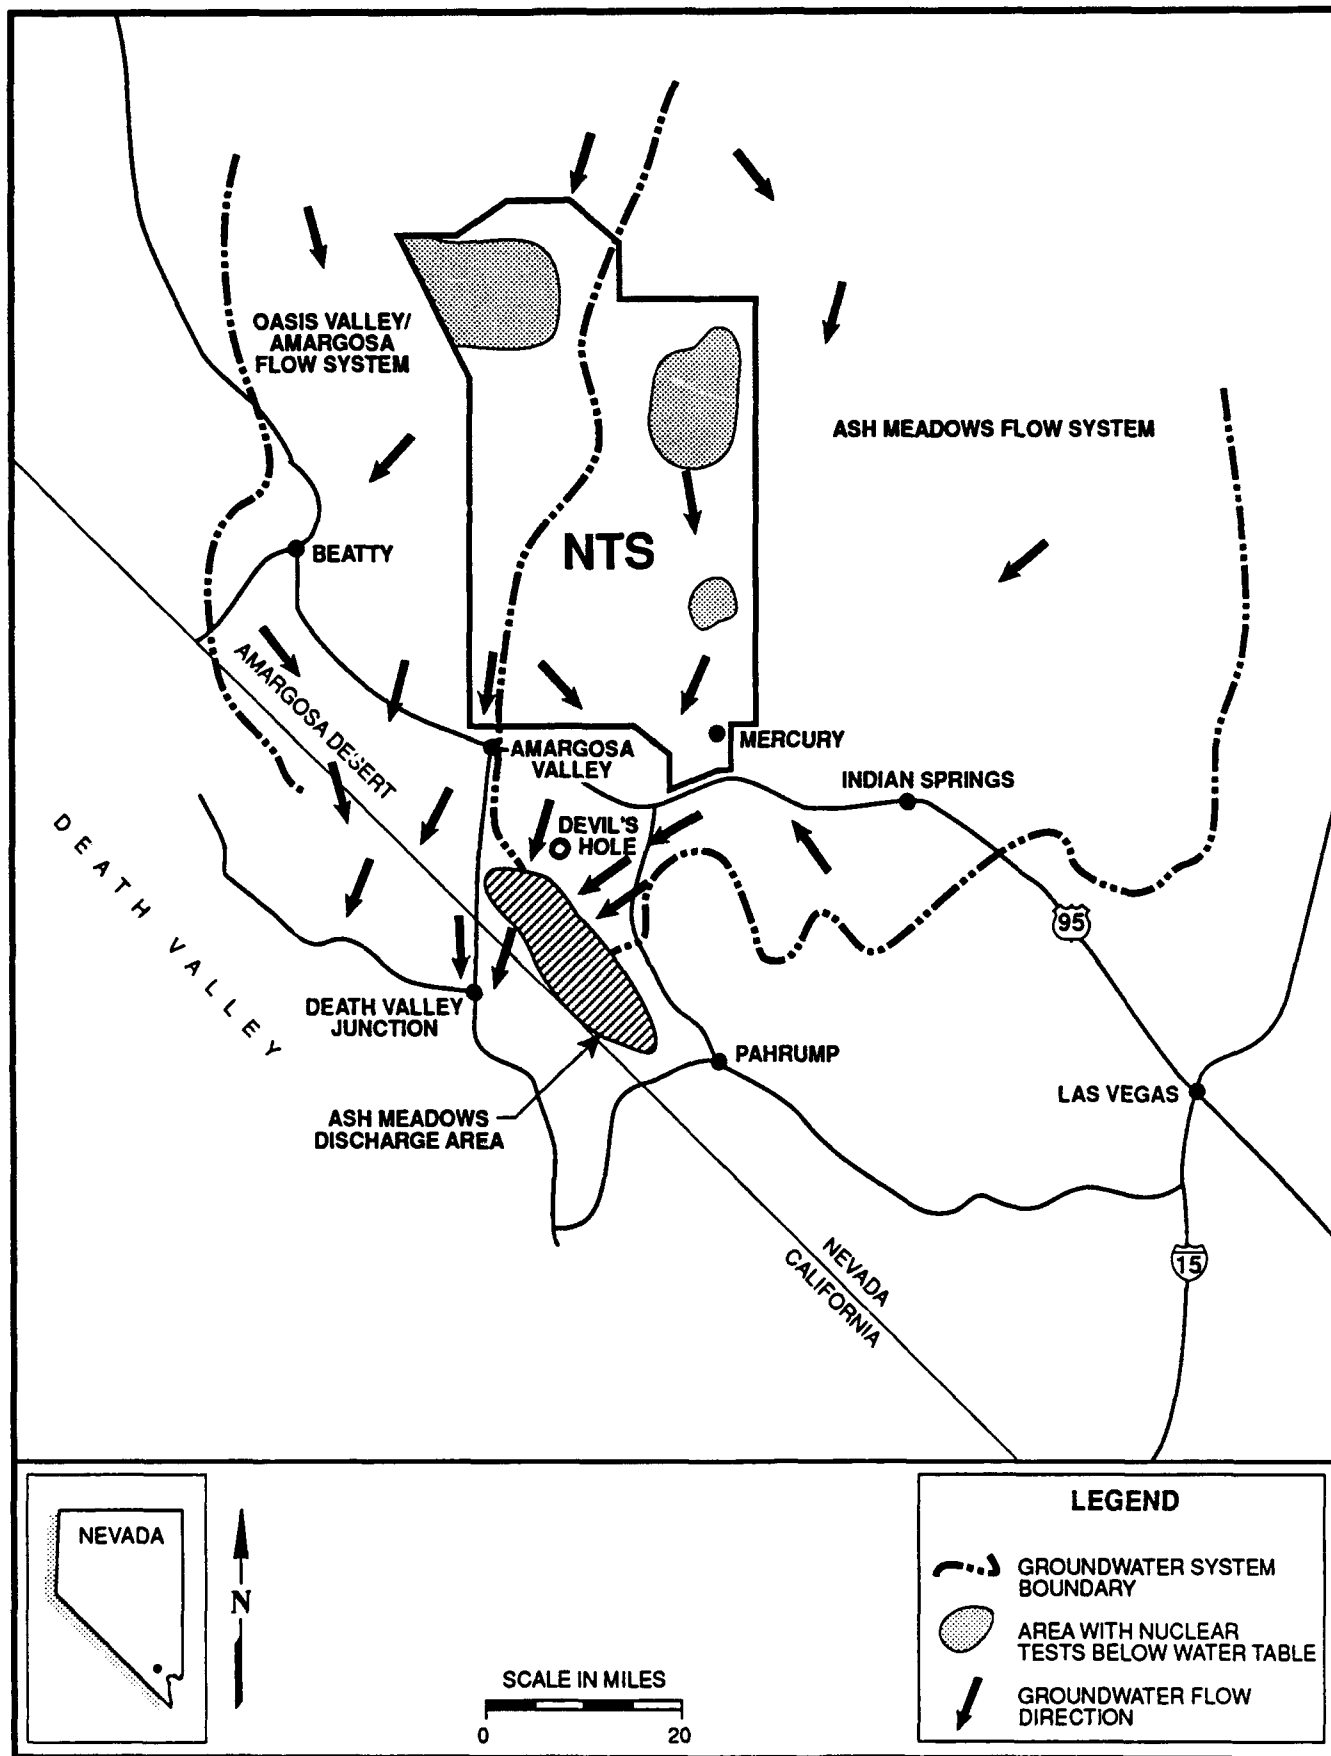 OASIS VALLEY/
AMARGOSA
FLOW SYSTEM
ASH MEADOWS FLOW SYSTEM
NTS
BEATTY
AMARGOSA DESERT
MERCURY
AMARGOSA
VALLEY
INDIAN SPRINGS
DEVIL'S
HOLE
DEATH VALLEY
95
DEATH VALLEY
JUNCTION
PAHRUMP
LAS VEGAS
ASH MEADOWS
DISCHARGE AREA
NEVADA
CALIFORNIA
15
NEVADA
N
SCALE IN MILES
0 20
LEGEND
GROUNDWATER SYSTEM
BOUNDARY
AREA WITH NUCLEAR
TESTS BELOW WATER TABLE
GROUNDWATER FLOW
DIRECTION